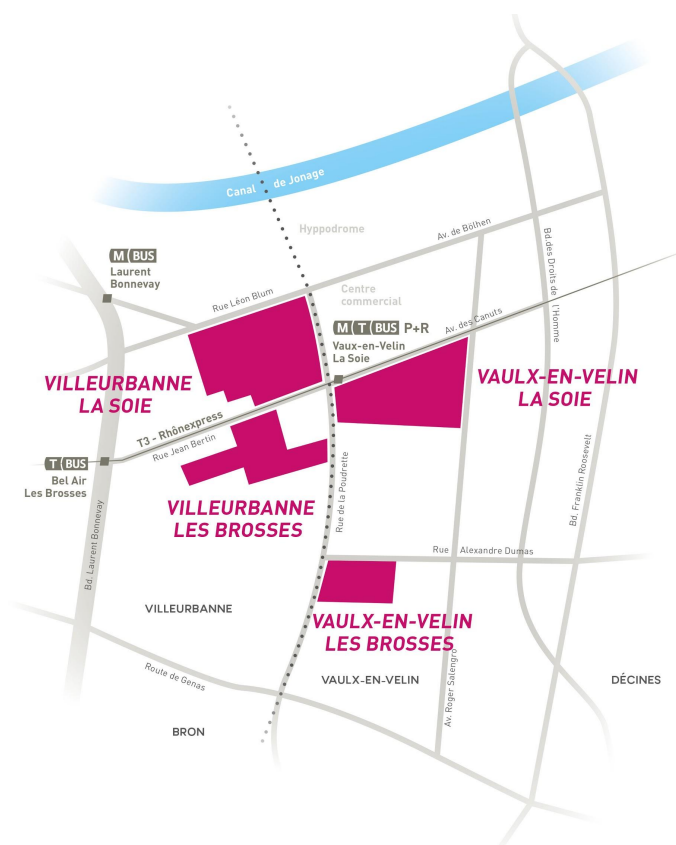 Canal de Jonage
Hyppodrome
Av. de Bölhen
Bd.des Droits de l'Homme
M BUS
Laurent
Bonnevay
Rue Léon Blum
Centre
commercial
M T BUS P+R
Vaux-en-Velin
La Soie
Av. des Canuts
VILLEURBANNE
LA SOIE
VAULX-EN-VELIN
LA SOIE
T3 - Rhônexpress
Rue Jean Bertin
T BUS
Bel Air
Les Brosses
Rue de la Poudrette
Bd. Franklin Roosevelt
VILLEURBANNE
LES BROSSES
Bd. Laurent Bonnevay
Rue Alexandre Dumas
VILLEURBANNE
VAULX-EN-VELIN
LES BROSSES
Route de Genas
VAULX-EN-VELIN
Av. Roger Salengro
DÉCINES
BRON